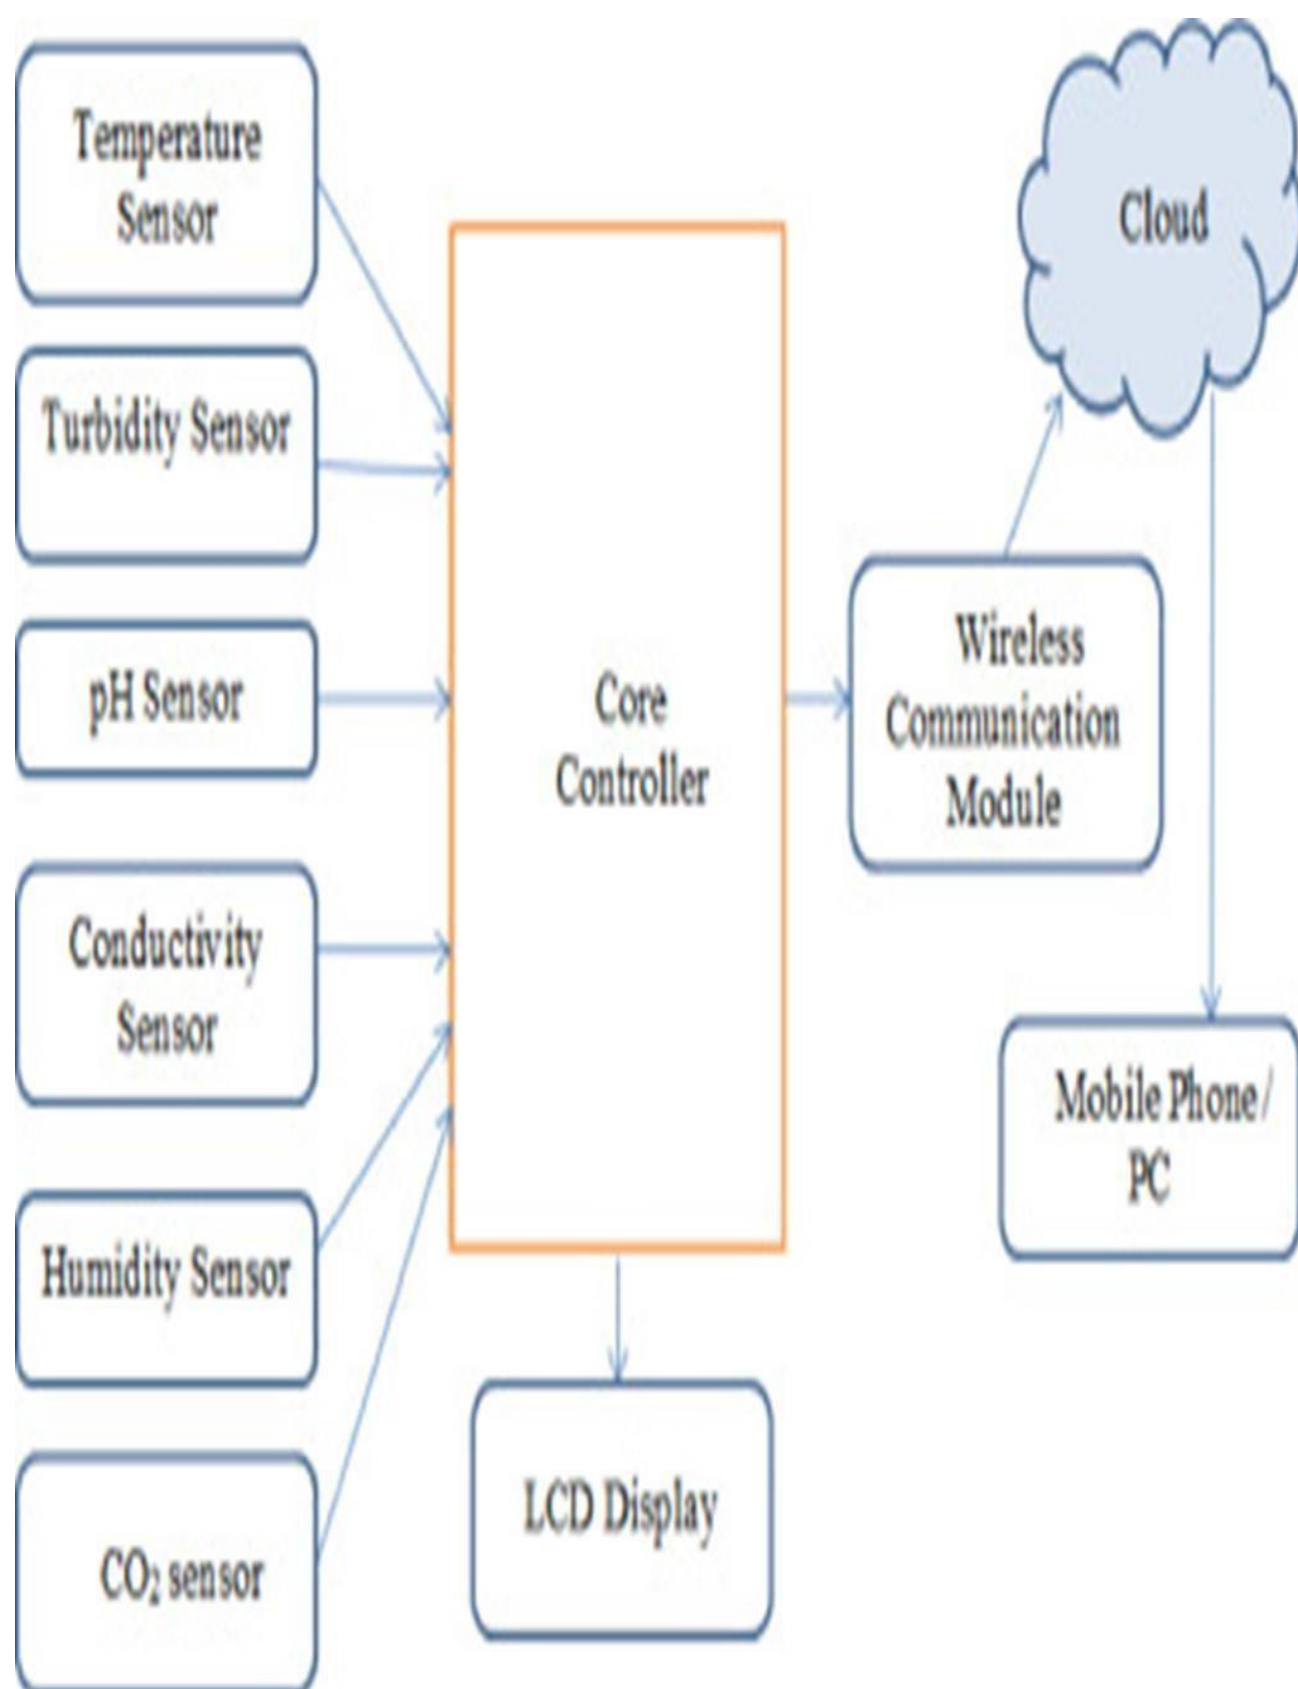 Temperature
Sensor
Turbidity Sensor
pH Sensor
Conductivity
Sensor
Humidity Sensor
CO₂ sensor
Core
Controller
LCD Display
Wireless
Communication
Module
Cloud
Mobile Phone /
PC